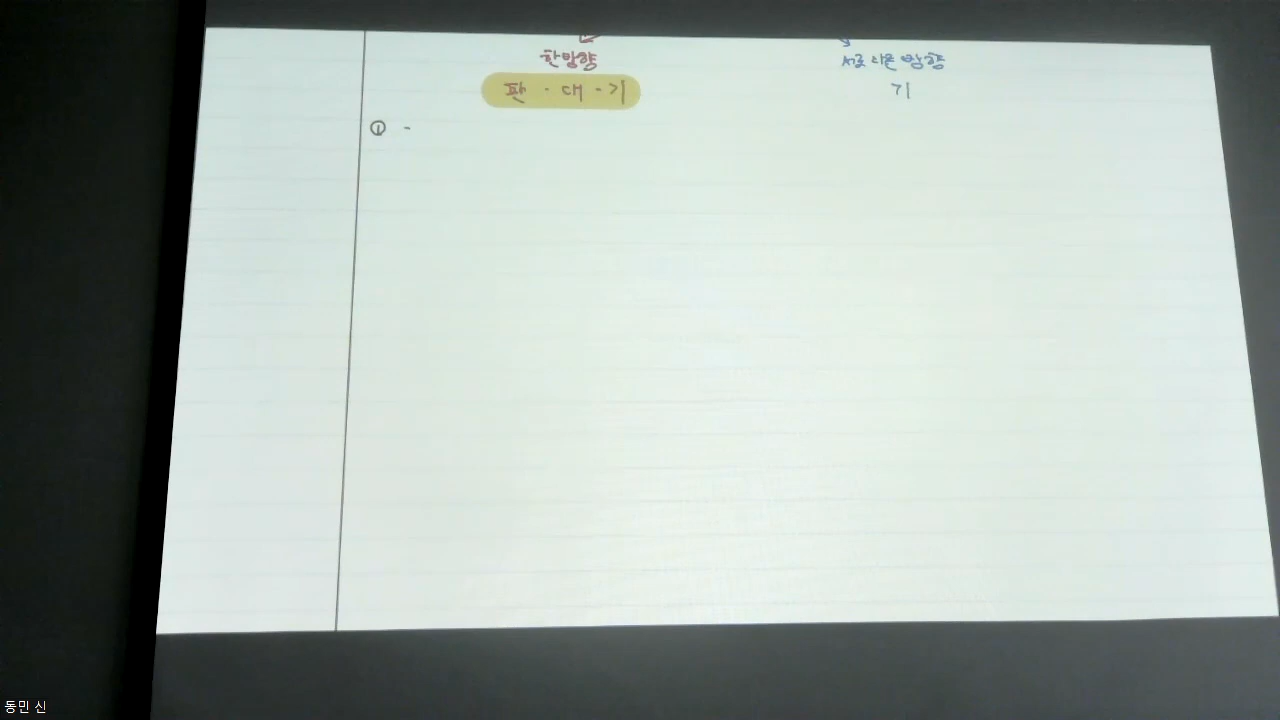 한방향 서로 다른 방향
판 - 대 - 기 기
① -
동민 신